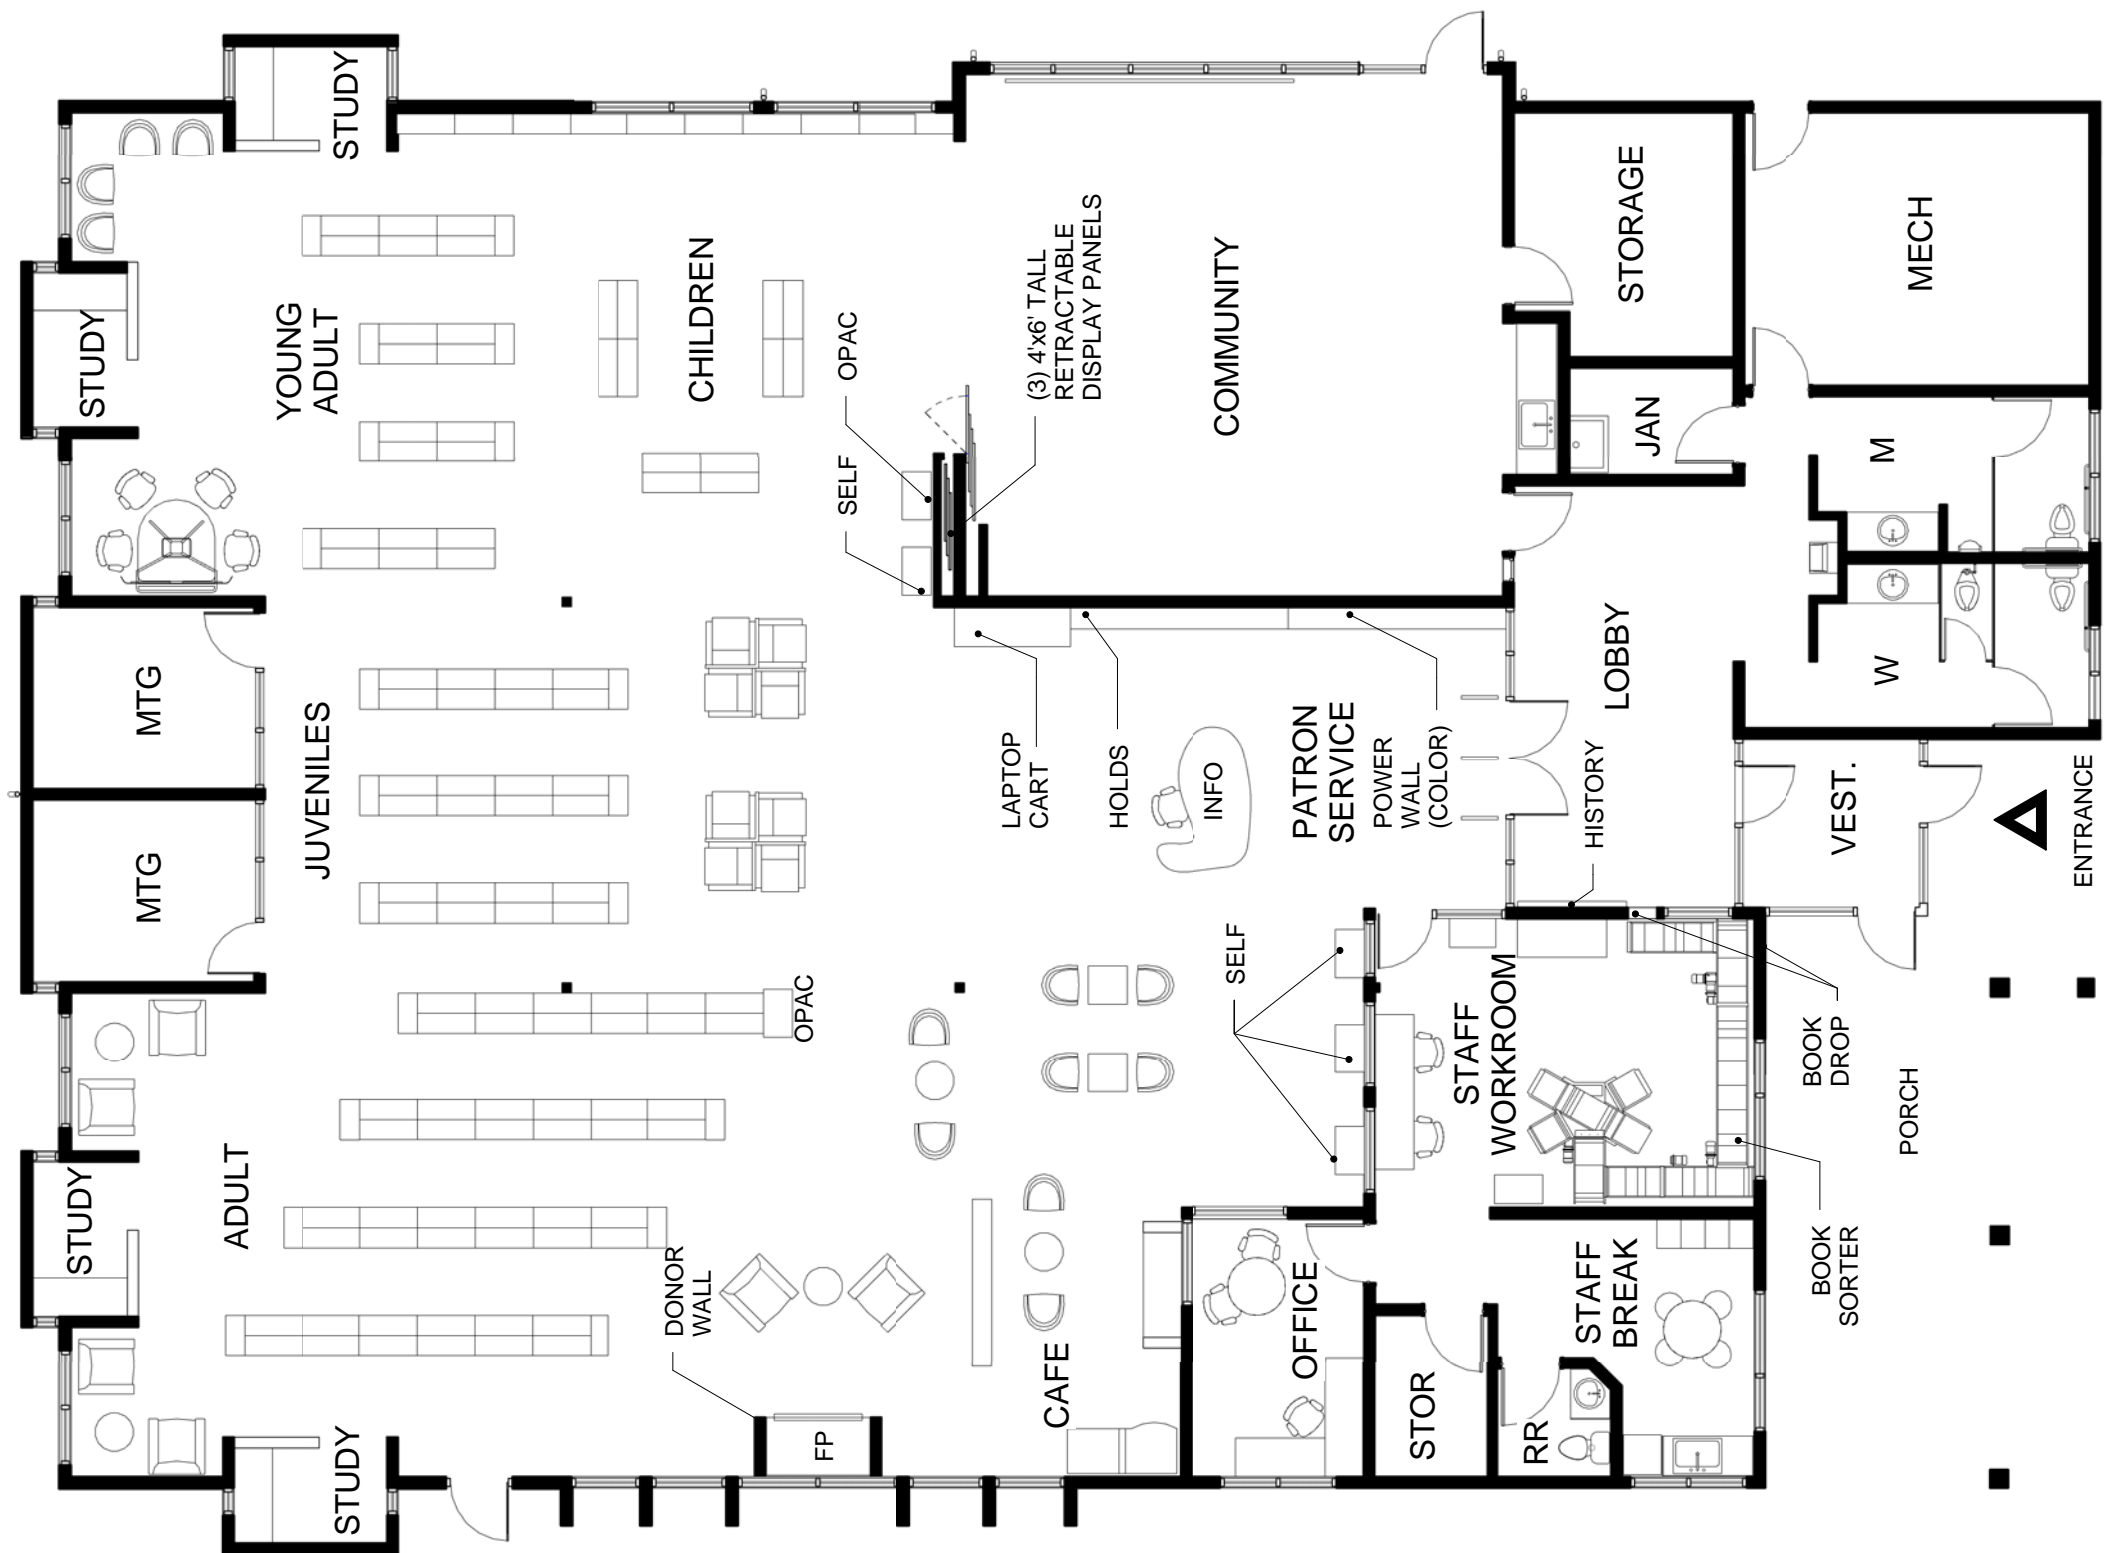 STUDY
STUDY
YOUNG
ADULT
CHILDREN
OPAC
SELF
(3) 4'x6' TALL
RETRACTABLE
DISPLAY PANELS
COMMUNITY
STORAGE
MECH
JAN
M
W
LOBBY
MTG
MTG
JUVENILES
LAPTOP
CART
HOLDS
INFO
PATRON
SERVICE
POWER
WALL
(COLOR)
HISTORY
VEST.
ENTRANCE
OPAC
SELF
STAFF
WORKROOM
BOOK
DROP
PORCH
BOOK
SORTER
STUDY
ADULT
DONOR
WALL
CAFE
OFFICE
STAFF
BREAK
STOR
RR
FP
STUDY